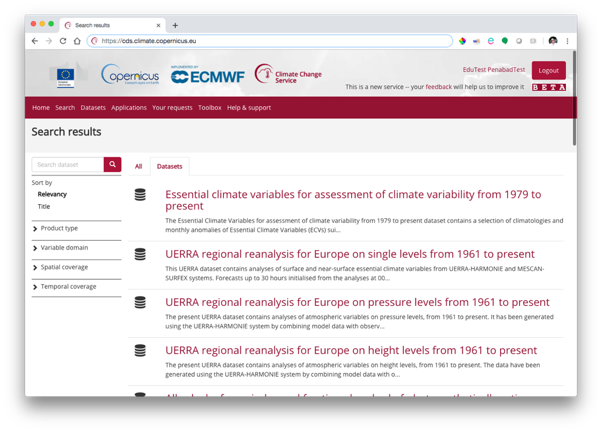 Search results
https://cds.climate.copernicus.eu
opernicus
IMPLEMENTED BY
ECMWF
Climate Change
Service
EduTest PenabadTest
Logout
This is a new service -- your feedback will help us to improve it
BETA
Home Search Datasets Applications Your requests Toolbox Help & support
Search results
Search dataset
All Datasets
Sort by
Relevancy
Title
Product type
Variable domain
Spatial coverage
Temporal coverage
Essential climate variables for assessment of climate variability from 1979 to
present
The Essential Climate Variables for assessment of climate variability from 1979 to present dataset contains a selection of climatologies and
monthly anomalies of Essential Climate Variables (ECVs) sui...
UERRA regional reanalysis for Europe on single levels from 1961 to present
This UERRA dataset contains analyses of surface and near-surface essential climate variables from UERRA-HARMONIE and MESCAN-
SURFEX systems. Forecasts up to 30 hours initialised from the analyses at 00...
UERRA regional reanalysis for Europe on pressure levels from 1961 to present
The present UERRA dataset contains analyses of atmospheric variables on pressure levels, from 1961 to present. It has been generated
using the UERRA-HARMONIE system by combining model data with observ...
UERRA regional reanalysis for Europe on height levels from 1961 to present
The present UERRA dataset contains analyses of atmospheric variables on height levels, from 1961 to present. The data have been
generated using the UERRA-HARMONIE system by combining model data with o...